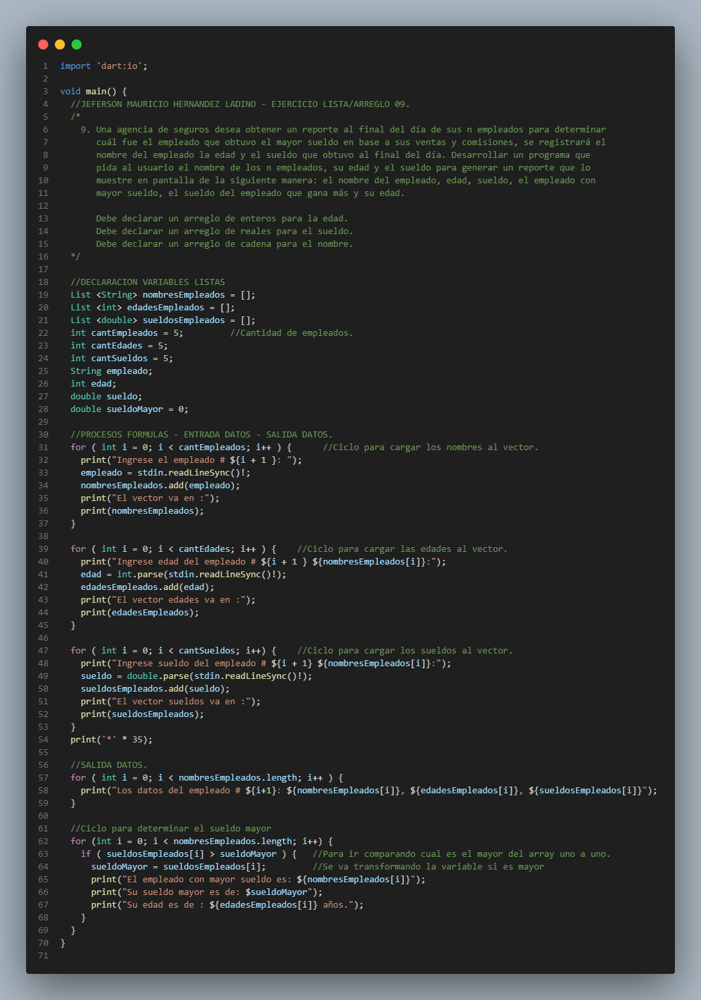 1 import 'dart:io';
2
3 void main() {
4   //JEFERSON MAURICIO HERNANDEZ LADINO - EJERCICIO LISTA/ARREGLO 09.
5   /*
6     9. Una agencia de seguros desea obtener un reporte al final del día de sus n empleados para determinar
7        cuál fue el empleado que obtuvo el mayor sueldo en base a sus ventas y comisiones, se registrará el
8        nombre del empleado la edad y el sueldo que obtuvo al final del día. Desarrollar un programa que
9        pida al usuario el nombre de los n empleados, su edad y el sueldo para generar un reporte que lo
10        muestre en pantalla de la siguiente manera: el nombre del empleado, edad, sueldo, el empleado con
11        mayor sueldo, el sueldo del empleado que gana más y su edad.
12
13        Debe declarar un arreglo de enteros para la edad.
14        Debe declarar un arreglo de reales para el sueldo.
15        Debe declarar un arreglo de cadena para el nombre.
16   */
17
18   //DECLARACION VARIABLES LISTAS
19   List <String> nombresEmpleados = [];
20   List <int> edadesEmpleados = [];
21   List <double> sueldosEmpleados = [];
22   int cantEmpleados = 5;         //Cantidad de empleados.
23   int cantEdades = 5;
24   int cantSueldos = 5;
25   String empleado;
26   int edad;
27   double sueldo;
28   double sueldoMayor = 0;
29
30   //PROCESOS FORMULAS - ENTRADA DATOS - SALIDA DATOS.
31   for ( int i = 0; i < cantEmpleados; i++ ) {      //Ciclo para cargar los nombres al vector.
32     print("Ingrese el empleado # ${i + 1 }: ");
33     empleado = stdin.readLineSync()!;
34     nombresEmpleados.add(empleado);
35     print("El vector va en :");
36     print(nombresEmpleados);
37   }
38
39   for ( int i = 0; i < cantEdades; i++ ) {    //Ciclo para cargar las edades al vector.
40     print("Ingrese edad del empleado # ${i + 1 } ${nombresEmpleados[i]}:");
41     edad = int.parse(stdin.readLineSync()!);
42     edadesEmpleados.add(edad);
43     print("El vector edades va en :");
44     print(edadesEmpleados);
45   }
46
47   for ( int i = 0; i < cantSueldos; i++) {    //Ciclo para cargar los sueldos al vector.
48     print("Ingrese sueldo del empleado # ${i + 1} ${nombresEmpleados[i]}:");
49     sueldo = double.parse(stdin.readLineSync()!);
50     sueldosEmpleados.add(sueldo);
51     print("El vector sueldos va en :");
52     print(sueldosEmpleados);
53   }
54   print('*' * 35);
55
56   //SALIDA DATOS.
57   for ( int i = 0; i < nombresEmpleados.length; i++ ) {
58     print("Los datos del empleado # ${i+1}: ${nombresEmpleados[i]}, ${edadesEmpleados[i]}, ${sueldosEmpleados[i]}");
59   }
60
61   //Ciclo para determinar el sueldo mayor
62   for (int i = 0; i < nombresEmpleados.length; i++) {
63     if ( sueldosEmpleados[i] > sueldoMayor ) {   //Para ir comparando cual es el mayor del array uno a uno.
64       sueldoMayor = sueldosEmpleados[i];         //Se va transformando la variable si es mayor
65       print("El empleado con mayor sueldo es: ${nombresEmpleados[i]}");
66       print("Su sueldo mayor es de: $sueldoMayor");
67       print("Su edad es de : ${edadesEmpleados[i]} años.");
68     }
69   }
70 }
71